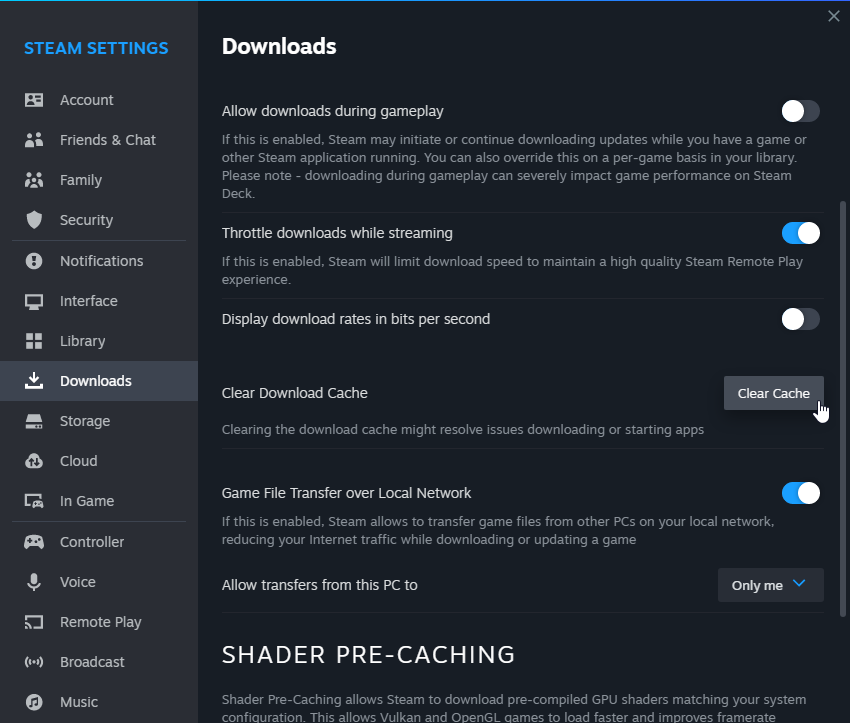 STEAM SETTINGS
Account
Friends & Chat
Family
Security
Notifications
Interface
Library
Downloads
Storage
Cloud
In Game
Controller
Voice
Remote Play
Broadcast
Music
Downloads
Allow downloads during gameplay
If this is enabled, Steam may initiate or continue downloading updates while you have a game or
other Steam application running. You can also override this on a per-game basis in your library.
Please note - downloading during gameplay can severely impact game performance on Steam
Deck.
Throttle downloads while streaming
If this is enabled, Steam will limit download speed to maintain a high quality Steam Remote Play
experience.
Display download rates in bits per second
Clear Download Cache
Clear Cache
Clearing the download cache might resolve issues downloading or starting apps
Game File Transfer over Local Network
If this is enabled, Steam allows to transfer game files from other PCs on your local network,
reducing your Internet traffic while downloading or updating a game
Allow transfers from this PC to
Only me
SHADER PRE-CACHING
Shader Pre-Caching allows Steam to download pre-compiled GPU shaders matching your system
configuration. This allows Vulkan and OpenGL games to load faster and improves framerate